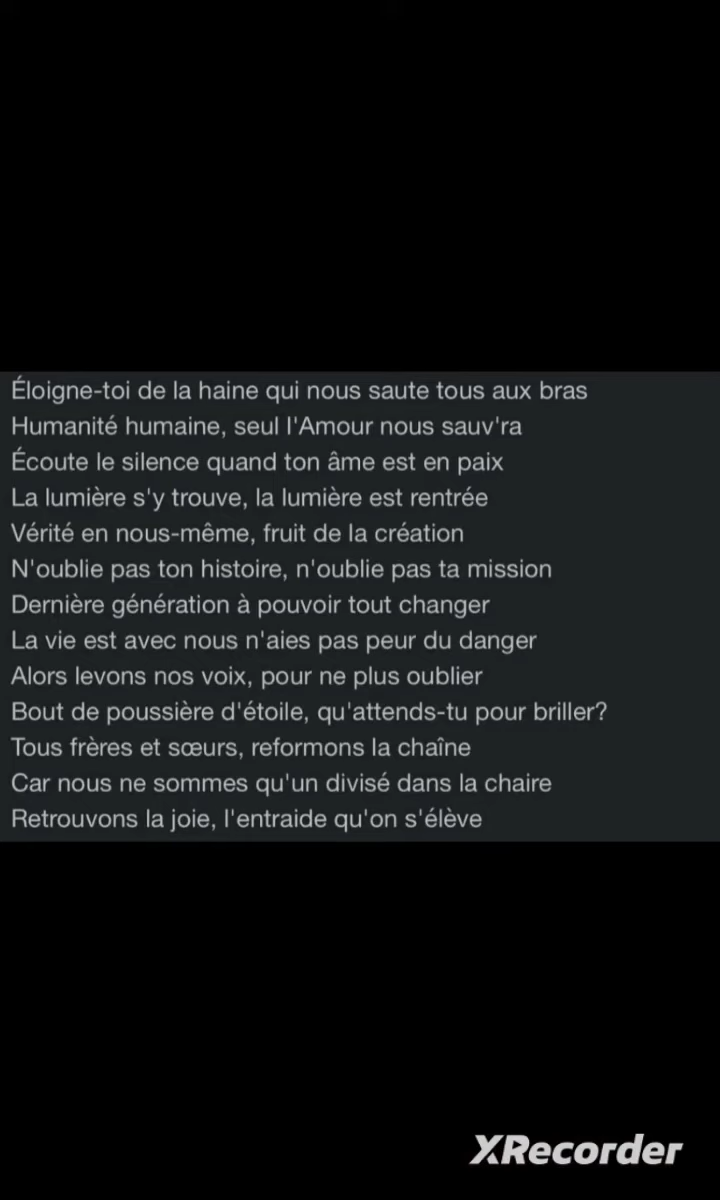 Éloigne-toi de la haine qui nous saute tous aux bras
Humanité humaine, seul l'Amour nous sauv'ra
Écoute le silence quand ton âme est en paix
La lumière s'y trouve, la lumière est rentrée
Vérité en nous-même, fruit de la création
N'oublie pas ton histoire, n'oublie pas ta mission
Dernière génération à pouvoir tout changer
La vie est avec nous n'aies pas peur du danger
Alors levons nos voix, pour ne plus oublier
Bout de poussière d'étoile, qu'attends-tu pour briller?
Tous frères et sœurs, reformons la chaîne
Car nous ne sommes qu'un divisé dans la chaire
Retrouvons la joie, l'entraide qu'on s'élève
XRecorder